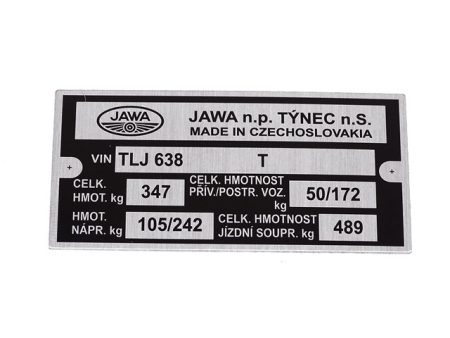 JAWA
JAWA n.p. TÝNEC n.S.
MADE IN CZECHOSLOVAKIA
VIN TLJ 638 T
CELK. HMOT. kg 347
CELK. HMOTNOST PŘÍV./POSTR. VOZ. kg 50/172
HMOT. NÁPR. kg 105/242
CELK. HMOTNOST JÍZDNÍ SOUPR. kg 489